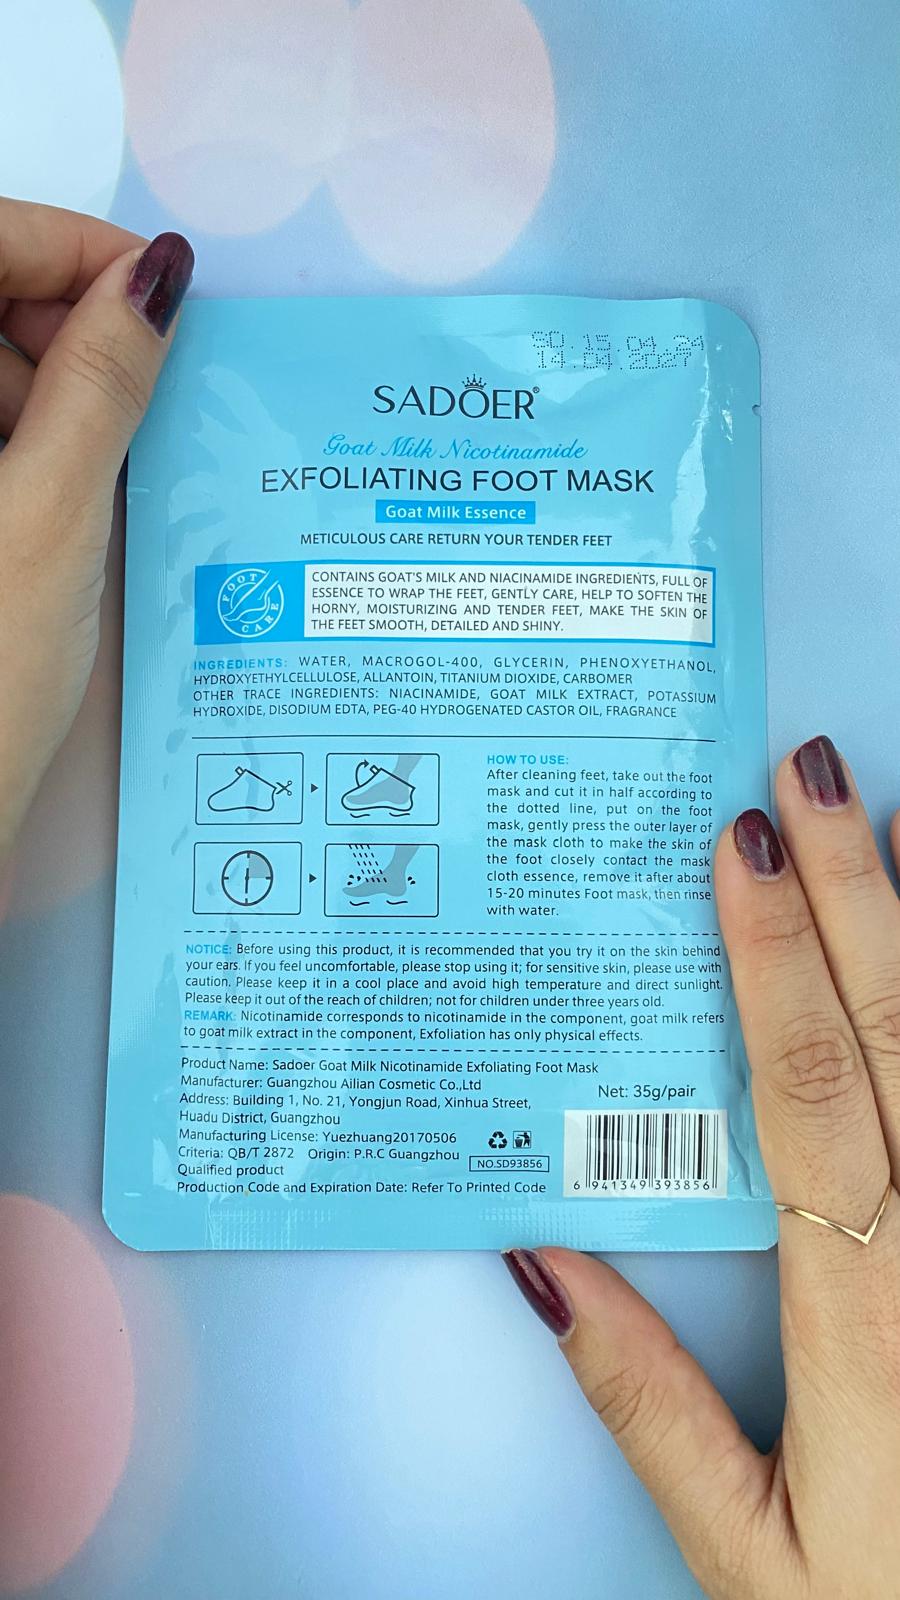 SD.15.04.24
14.04.2027
SADOER®
Goat Milk Nicotinamide
EXFOLIATING FOOT MASK
Goat Milk Essence
METICULOUS CARE RETURN YOUR TENDER FEET
FOOT
CARE
CONTAINS GOAT'S MILK AND NIACINAMIDE INGREDIENTS, FULL OF
ESSENCE TO WRAP THE FEET, GENTLY CARE, HELP TO SOFTEN THE
HORNY, MOISTURIZING AND TENDER FEET, MAKE THE SKIN OF
THE FEET SMOOTH, DETAILED AND SHINY.
INGREDIENTS: WATER, MACROGOL-400, GLYCERIN, PHENOXYETHANOL,
HYDROXYETHYLCELLULOSE, ALLANTOIN, TITANIUM DIOXIDE, CARBOMER
OTHER TRACE INGREDIENTS: NIACINAMIDE, GOAT MILK EXTRACT, POTASSIUM
HYDROXIDE, DISODIUM EDTA, PEG-40 HYDROGENATED CASTOR OIL, FRAGRANCE
HOW TO USE:
After cleaning feet, take out the foot
mask and cut it in half according to
the dotted line, put on the foot
mask, gently press the outer layer of
the mask cloth to make the skin of
the foot closely contact the mask
cloth essence, remove it after about
15-20 minutes Foot mask, then rinse
with water.
NOTICE: Before using this product, it is recommended that you try it on the skin behind
your ears. If you feel uncomfortable, please stop using it; for sensitive skin, please use with
caution. Please keep it in a cool place and avoid high temperature and direct sunlight.
Please keep it out of the reach of children; not for children under three years old.
REMARK: Nicotinamide corresponds to nicotinamide in the component, goat milk refers
to goat milk extract in the component, Exfoliation has only physical effects.
Product Name: Sadoer Goat Milk Nicotinamide Exfoliating Foot Mask
Manufacturer: Guangzhou Ailian Cosmetic Co.,Ltd
Address: Building 1, No. 21, Yongjun Road, Xinhua Street,
Huadu District, Guangzhou
Manufacturing License: Yuezhuang20170506
Criteria: QB/T 2872 Origin: P.R.C Guangzhou
Qualified product
Production Code and Expiration Date: Refer To Printed Code
NO.SD93856
Net: 35g/pair
6 941349 393856